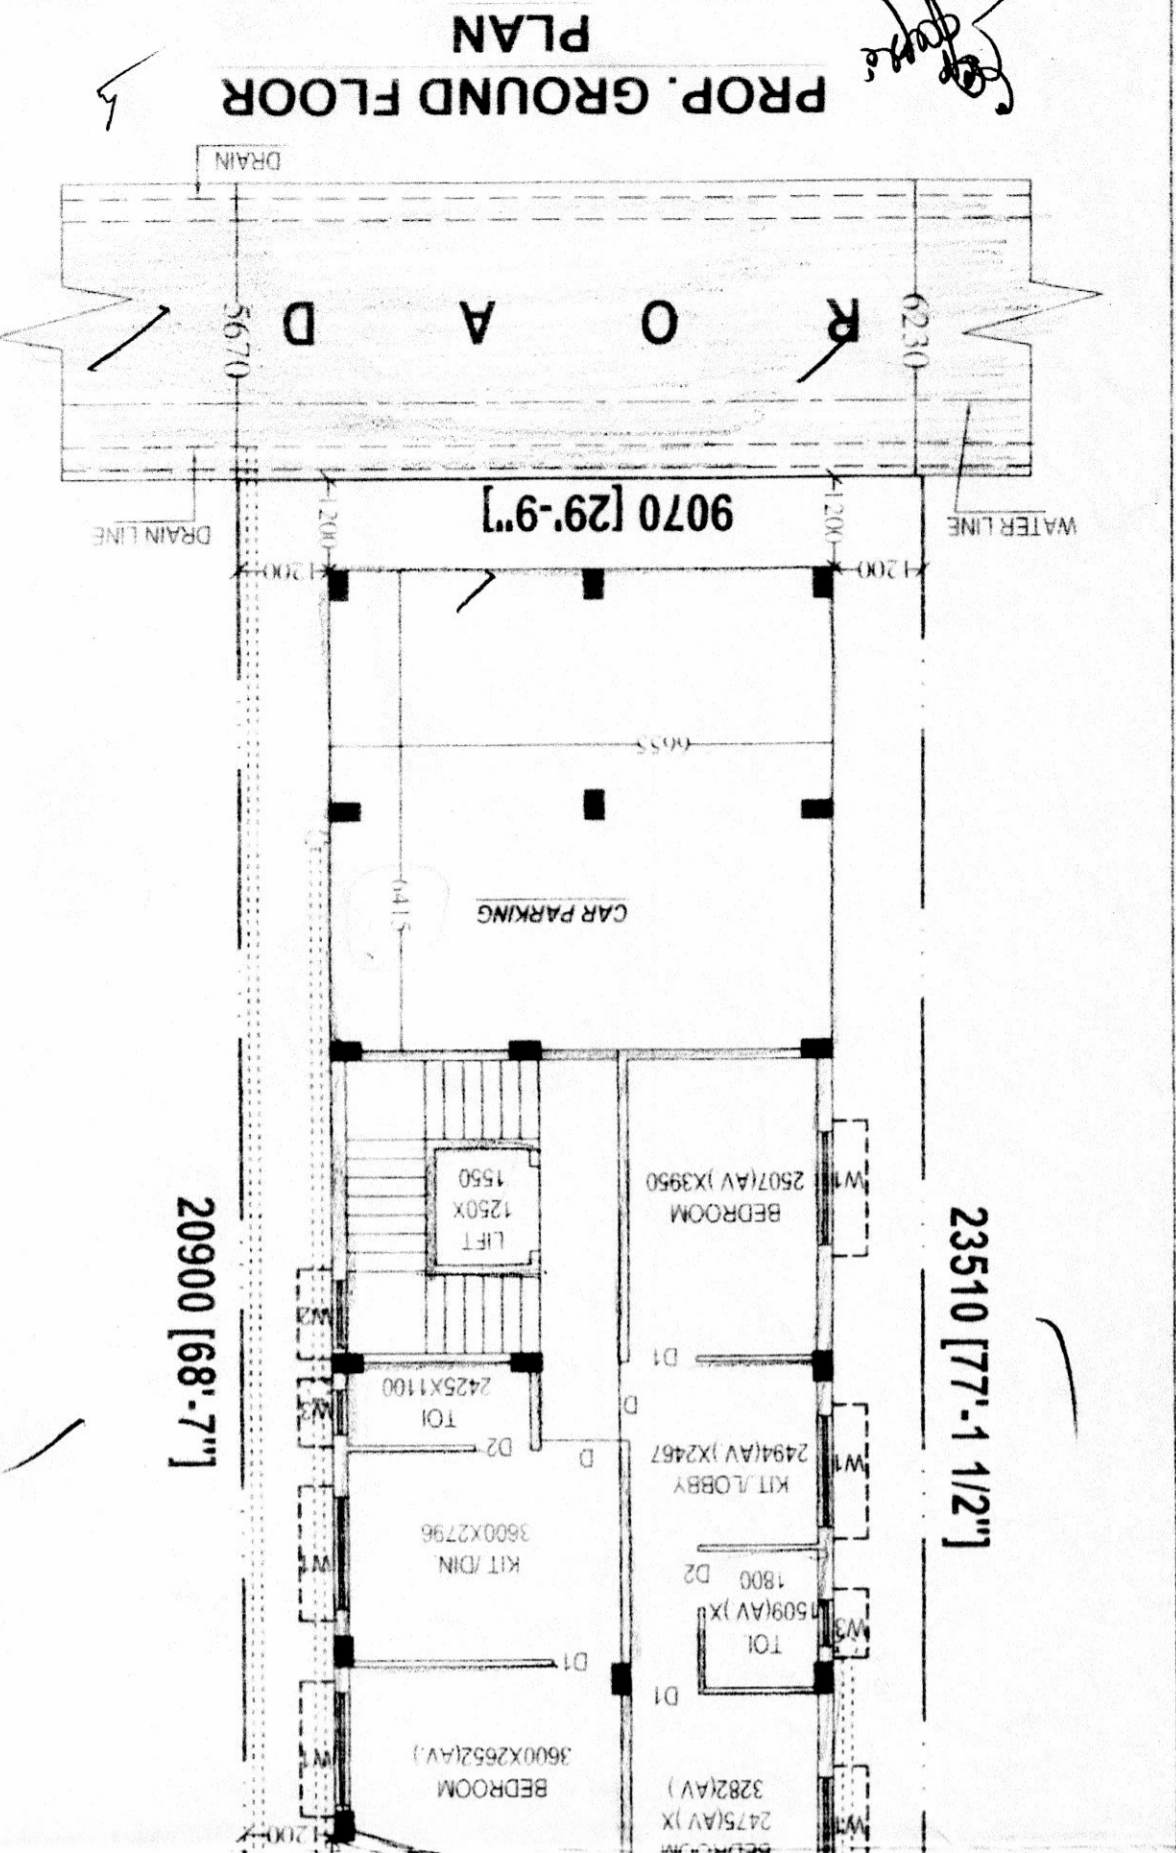 1200
BEDROOM
2475(AV )X
3282(AV )
W1
BEDROOM
3600X2652(AV.)
W1
D1
D1
TOI
1509(AV )X
1800
D2
W3
KIT /DIN.
3600X2796
W1
KIT./LOBBY
2494(AV )X2467
W1
D
D
D2
TOI
2425X1100
W3
D1
W2
23510 [77'-1 1/2"]
20900 [68'-7"]
BEDROOM
2507(AV )X3950
W1
LIFT
1250X
1550
CAR PARKING
6415
6655
1200
1200
WATER LINE
1200
9070 [29'-9"]
1200
DRAIN LINE
6230
R O A D
5670
DRAIN
PROP. GROUND FLOOR
PLAN